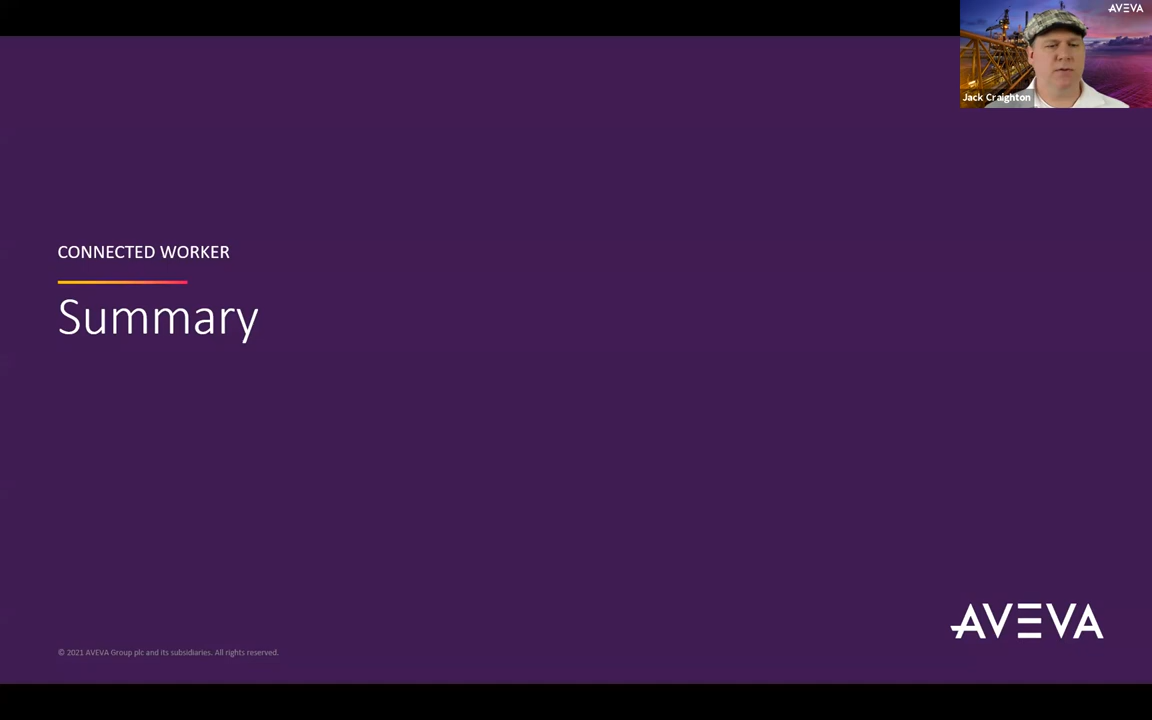 AVEVA
Jack Craighton
CONNECTED WORKER
Summary
AVEVA
© 2021 AVEVA Group plc and its subsidiaries. All rights reserved.